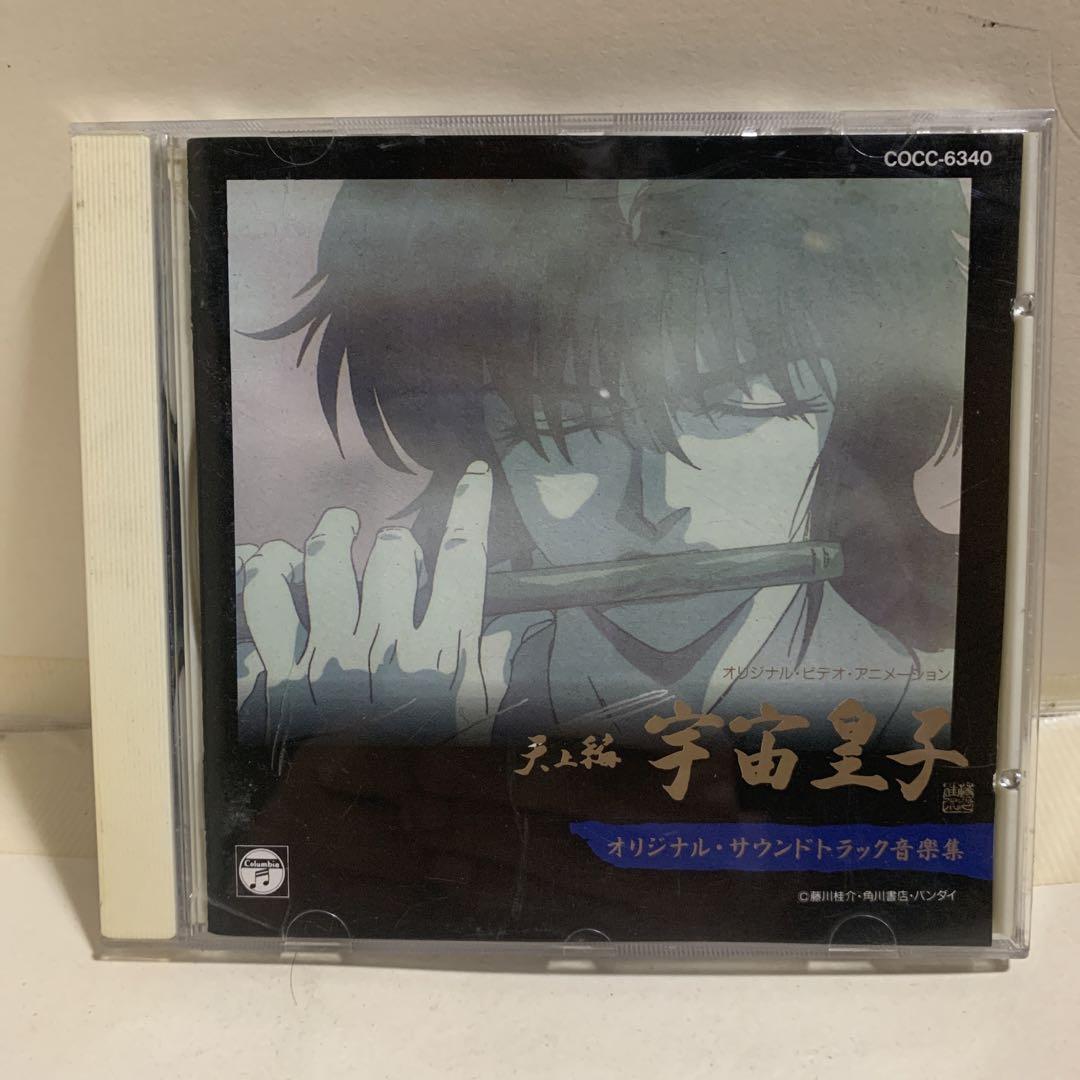 COCC-6340
オリジナル・ビデオ・アニメーション
天上編 宇宙皇子
オリジナル・サウンドトラック音楽集
Columbia
©藤川桂介・角川書店・バンダイ